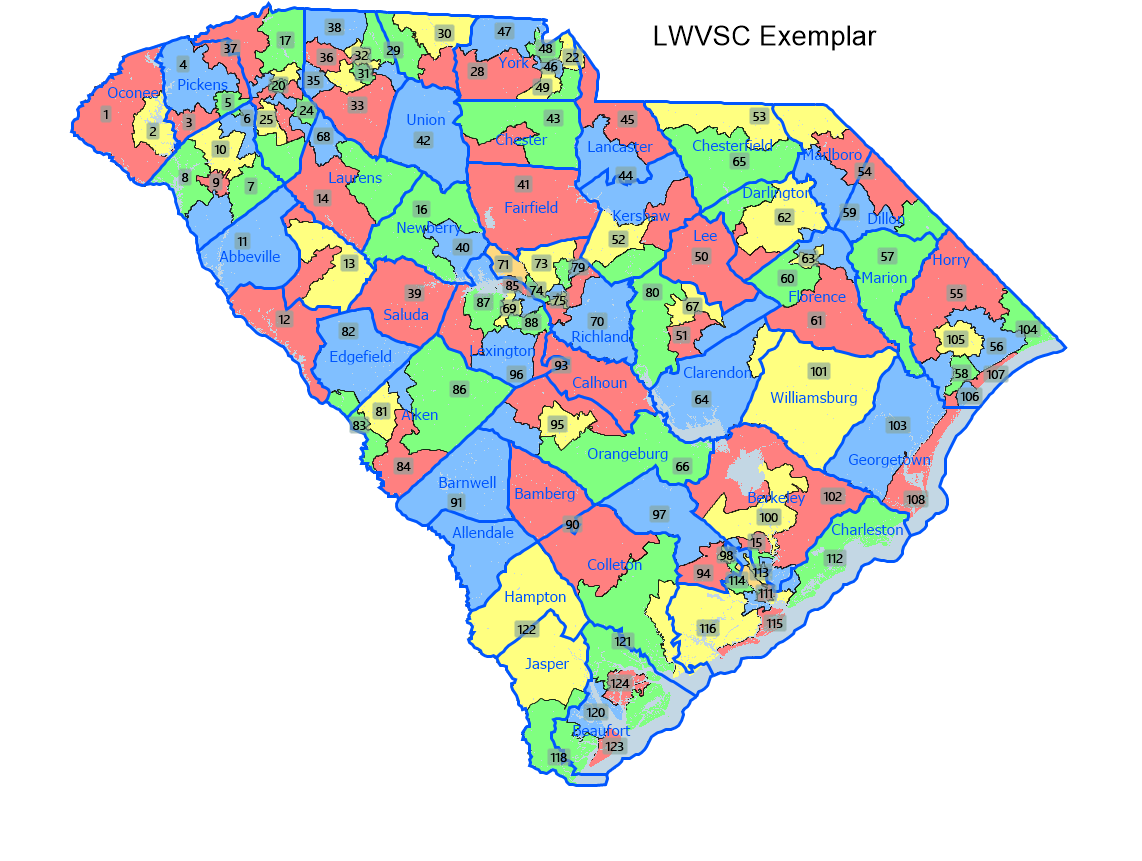 LWVSC Exemplar
38
47
30
17
37
32
29
48
36
22
4
York
46
Pickens
31
28
35
20
49
Oconee
5
33
24
1
6
25
Union
43
45
53
3
2
68
42
Chester
Lancaster
Chesterfield
Marlboro
10
65
54
8
Laurens
44
9
7
41
Darlington
14
16
Fairfield
Kershaw
62
59
Dillon
Newberry
Lee
11
40
52
50
57
Abbeville
13
71
73
79
63
Horry
60
Marion
85
74
39
80
Florence
55
87
69
75
67
Saluda
12
88
70
61
82
51
104
Richland
105
56
Edgefield
Lexington
93
96
Clarendon
101
58
107
Calhoun
86
64
Williamsburg
106
81
Aiken
83
95
103
Orangeburg
Georgetown
84
66
Barnwell
Bamberg
Berkeley
102
108
91
97
100
90
Charleston
Allendale
15
98
112
Colleton
94
113
114
111
Hampton
122
116
115
121
Jasper
124
120
Beaufort
123
118